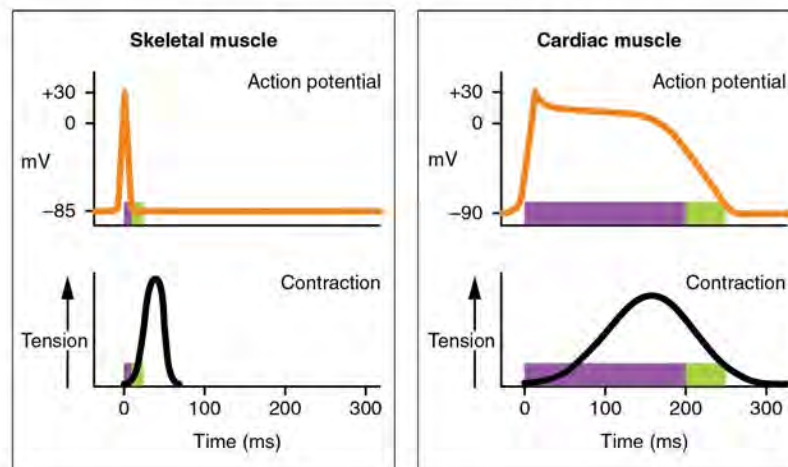 Skeletal muscle
Action potential
+30
0
mV
–85
Contraction
Tension
0 100 200 300
Time (ms)
Cardiac muscle
Action potential
+30
0
mV
–90
Contraction
Tension
0 100 200 300
Time (ms)